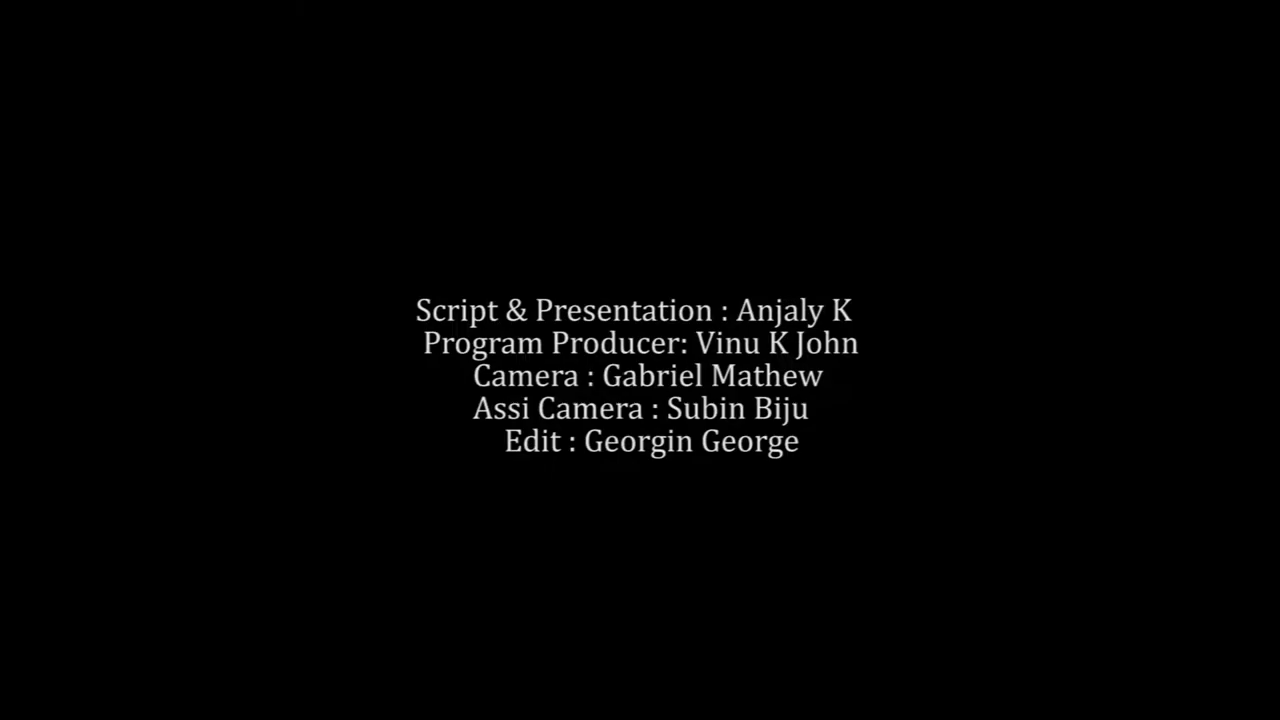 Script & Presentation : Anjaly K
Program Producer: Vinu K John
Camera : Gabriel Mathew
Assi Camera : Subin Biju
Edit : Georgin George